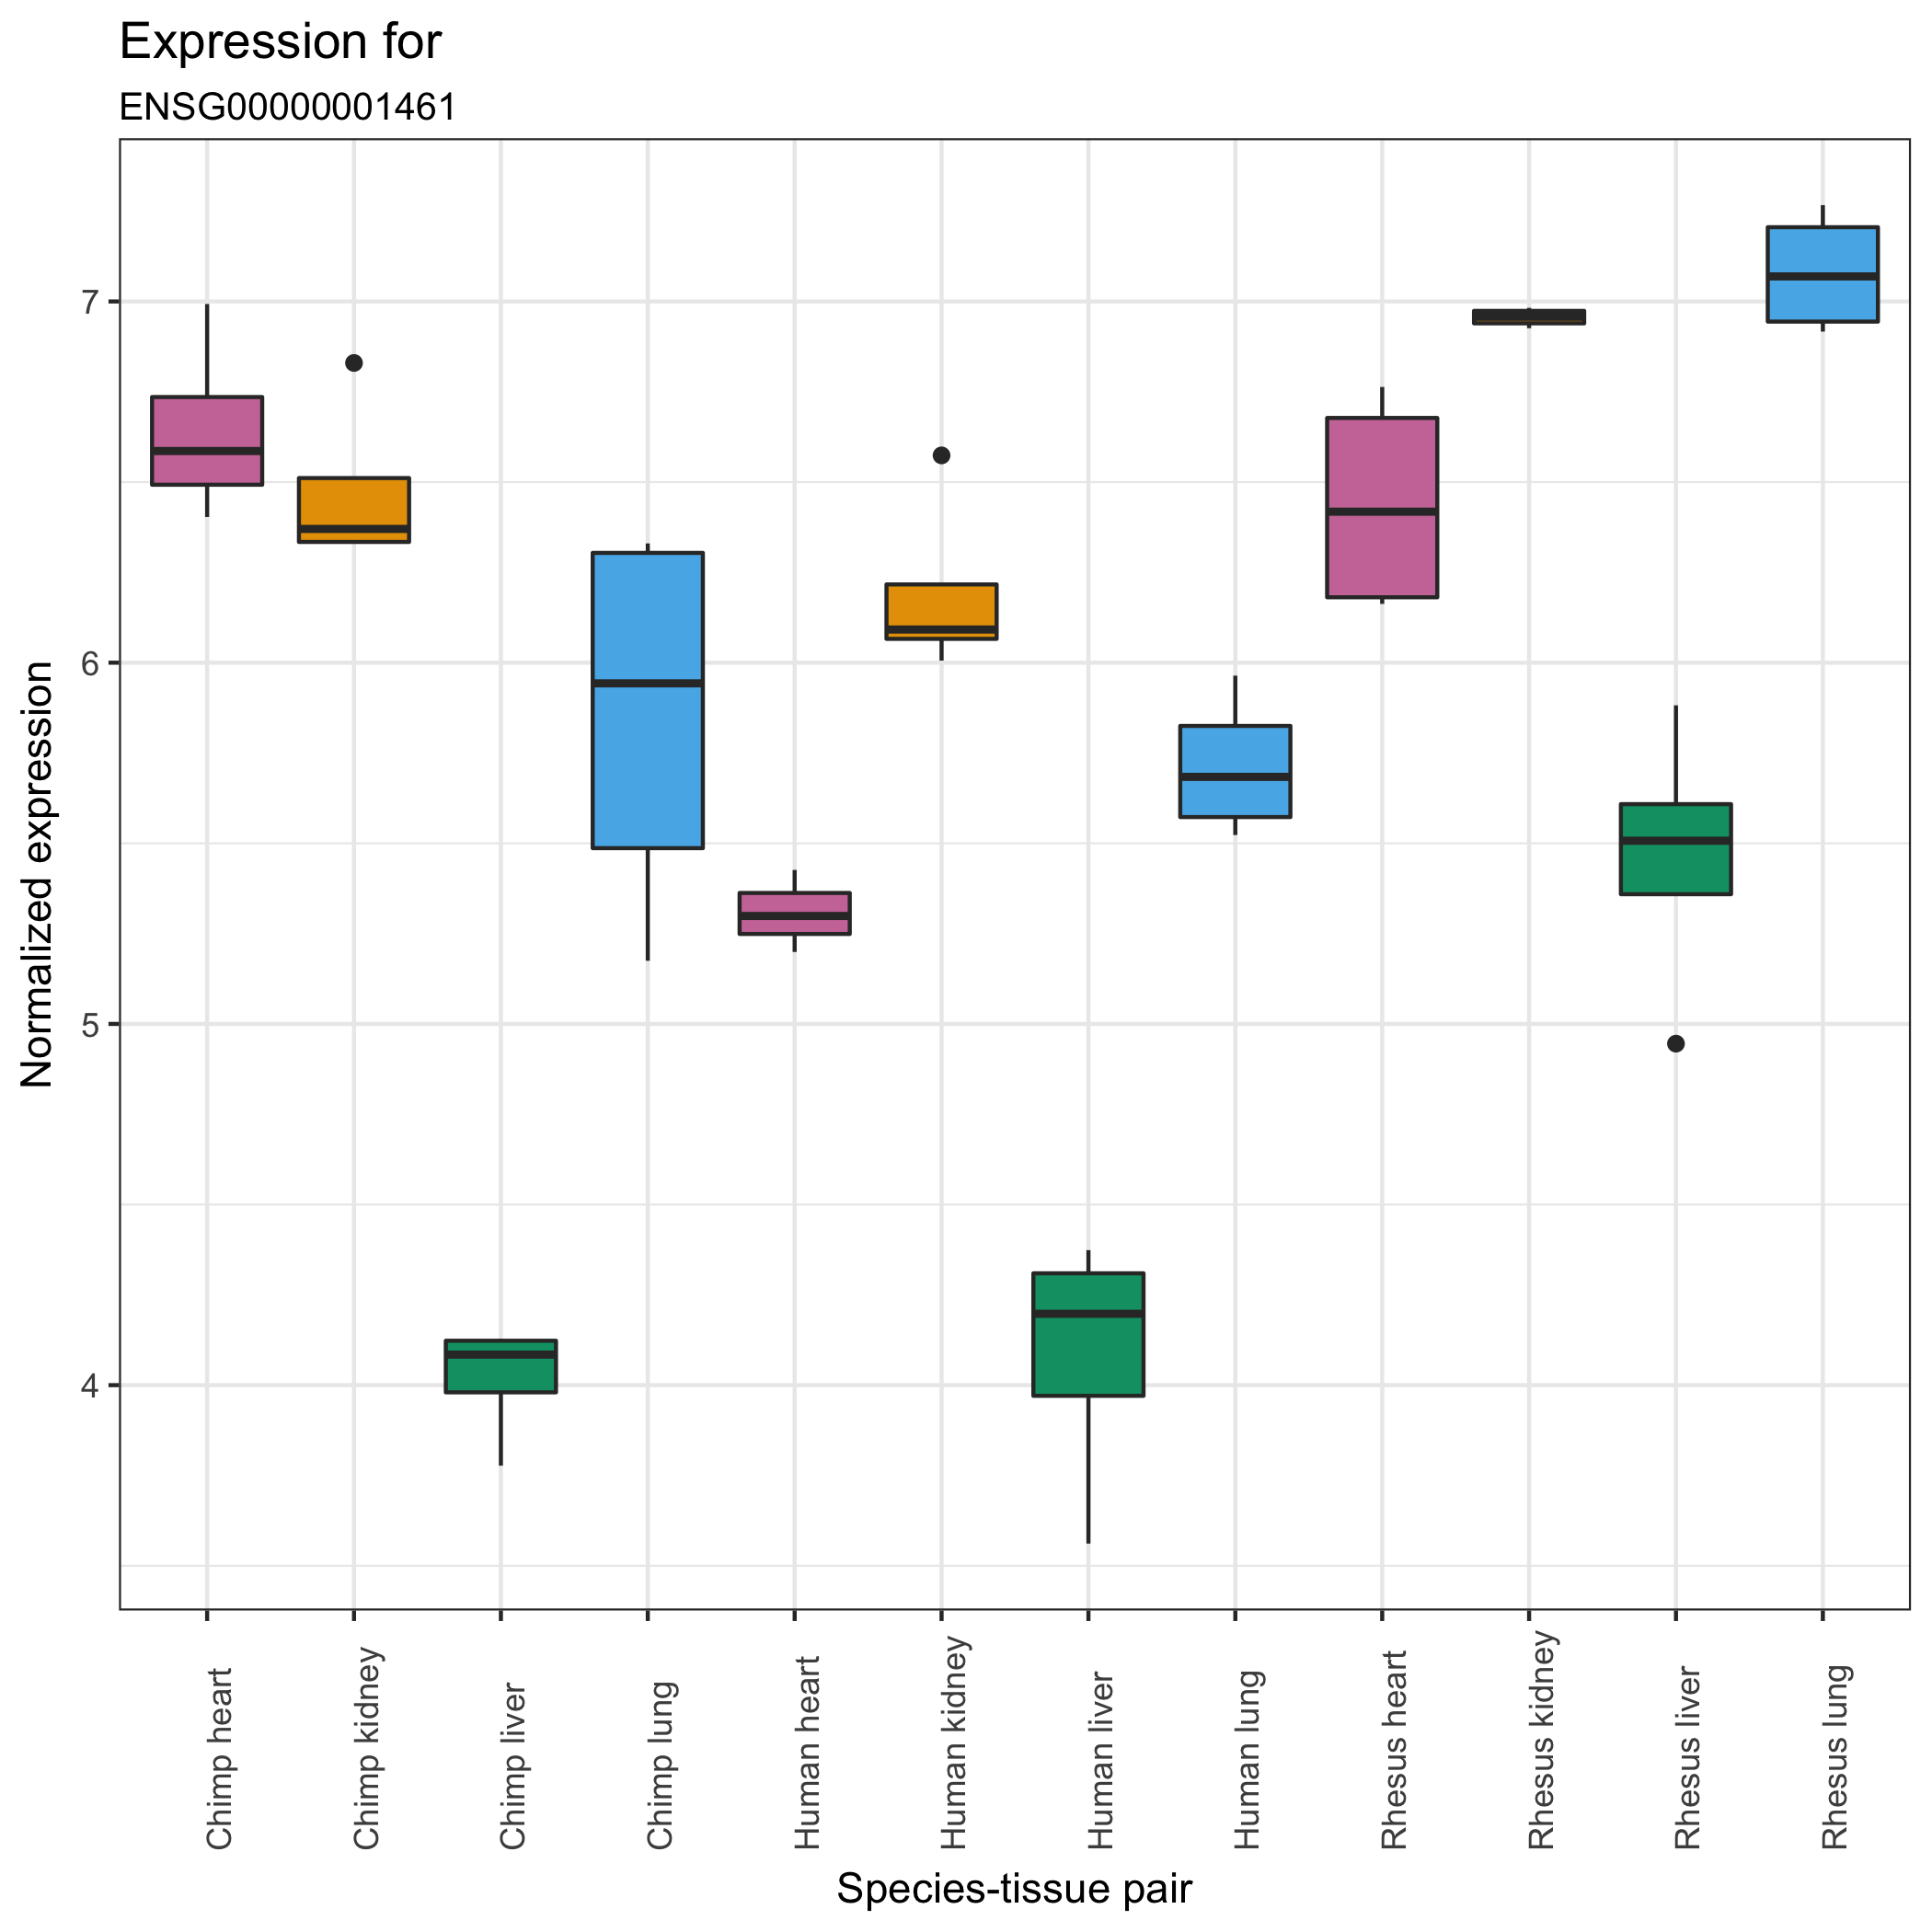 Expression for
ENSG00000001461
Normalized expression
7
6
5
4
Chimp heart
Chimp kidney
Chimp liver
Chimp lung
Human heart
Human kidney
Human liver
Human lung
Rhesus heart
Rhesus kidney
Rhesus liver
Rhesus lung
Species-tissue pair